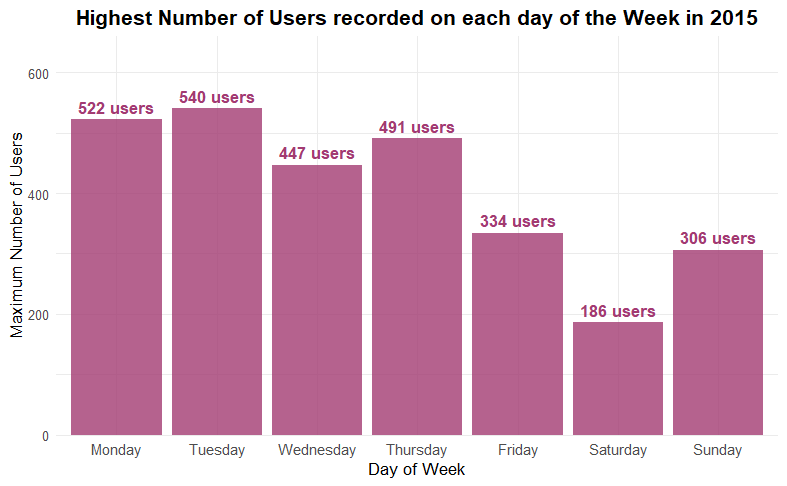 Highest Number of Users recorded on each day of the Week in 2015
Maximum Number of Users
600
400
200
0
522 users
540 users
447 users
491 users
334 users
186 users
306 users
Monday
Tuesday
Wednesday
Thursday
Friday
Saturday
Sunday
Day of Week